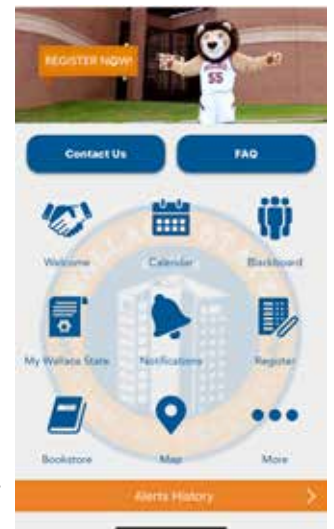 REGISTER NOW!
55
Contact Us
FAQ
Welcome
Calendar
Blackboard
My Wallace State
Notifications
Register
Bookstore
Map
More
Alerts History